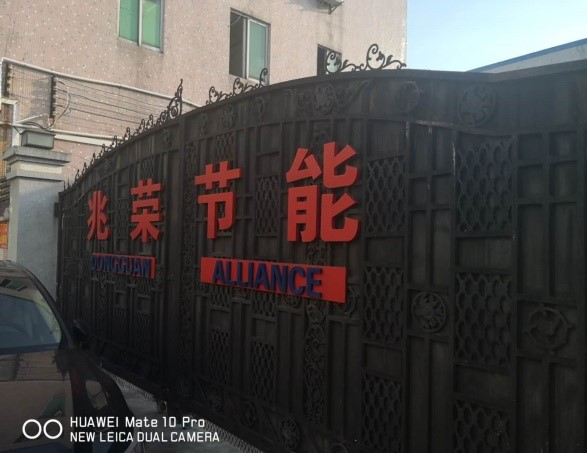 兆荣节能
DONGGUAN ALLIANCE
HUAWEI Mate 10 Pro
NEW LEICA DUAL CAMERA